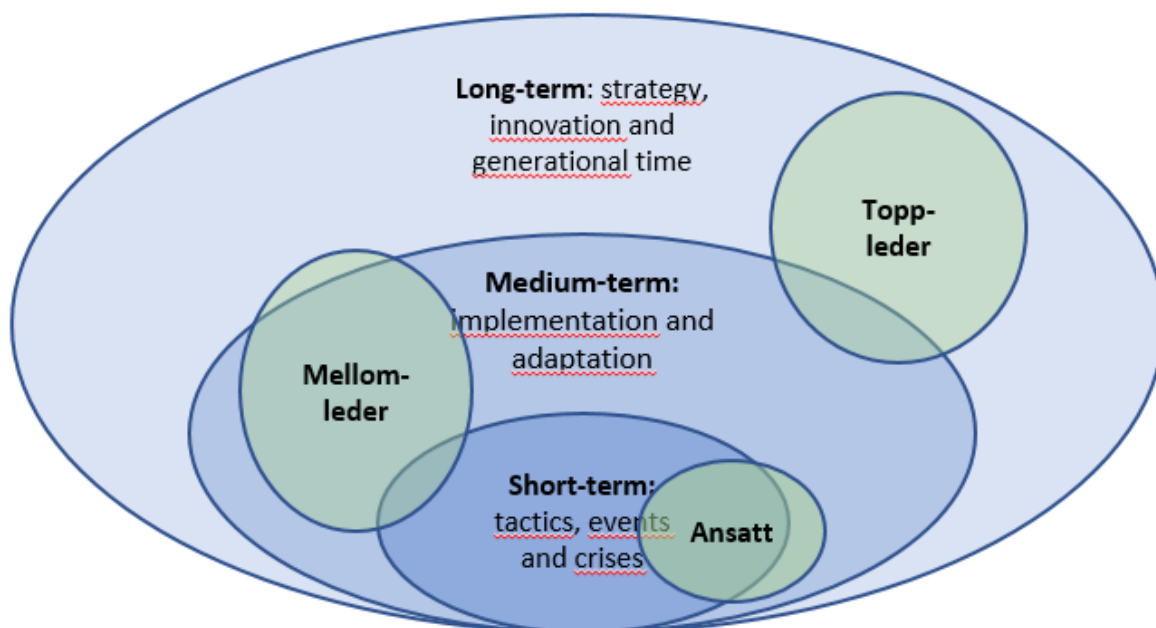 Long-term: strategy,
innovation and
generational time
Topp-
leder
Medium-term:
implementation and
adaptation
Mellom-
leder
Short-term:
tactics, events
and crises
Ansatt